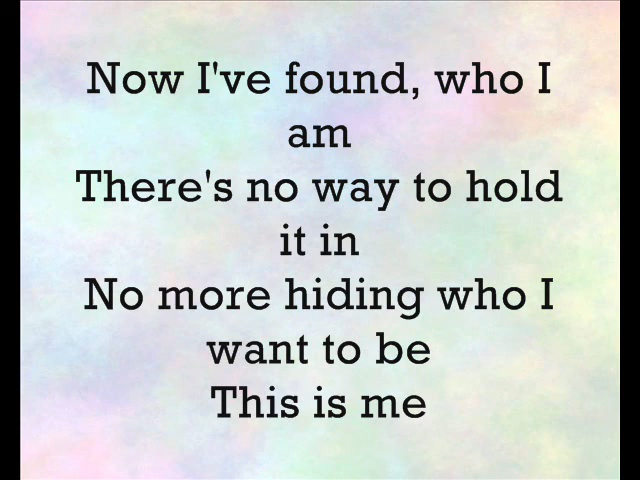 Now I've found, who I
am
There's no way to hold
it in
No more hiding who I
want to be
This is me